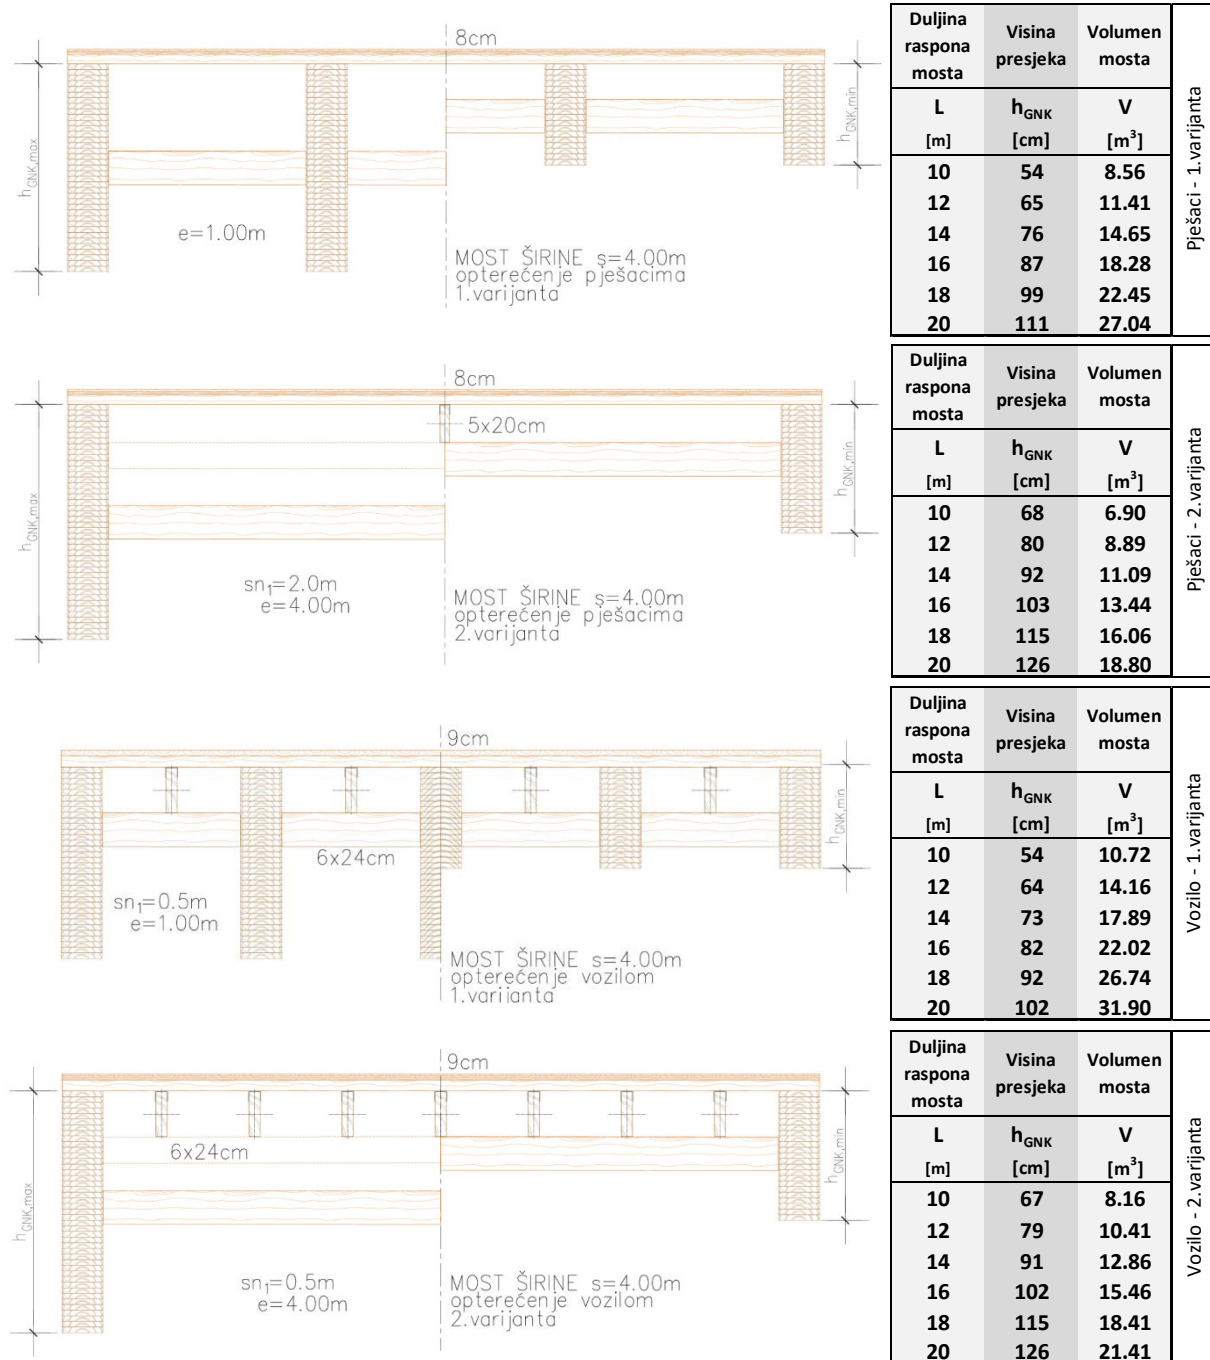 8cm
h GNK,max
h GNK,min
e=1.00m
MOST ŠIRINE s=4.00m
opterećenje pješacima
1.varijanta
Duljina raspona mosta Visina presjeka Volumen mosta
L hGNK V
[m] [cm] [m³]
10 54 8.56
12 65 11.41
14 76 14.65
16 87 18.28
18 99 22.45
20 111 27.04
Pješaci - 1.varijanta
8cm
5x20cm
h GNK,max
h GNK,min
sn1=2.0m
e=4.00m
MOST ŠIRINE s=4.00m
opterećenje pješacima
2.varijanta
Duljina raspona mosta Visina presjeka Volumen mosta
L hGNK V
[m] [cm] [m³]
10 68 6.90
12 80 8.89
14 92 11.09
16 103 13.44
18 115 16.06
20 126 18.80
Pješaci - 2.varijanta
9cm
h GNK,min
6x24cm
sn1=0.5m
e=1.00m
MOST ŠIRINE s=4.00m
opterećenje vozilom
1.varijanta
Duljina raspona mosta Visina presjeka Volumen mosta
L hGNK V
[m] [cm] [m³]
10 54 10.72
12 64 14.16
14 73 17.89
16 82 22.02
18 92 26.74
20 102 31.90
Vozilo - 1.varijanta
9cm
6x24cm
h GNK,max
h GNK,min
sn1=0.5m
e=4.00m
MOST ŠIRINE s=4.00m
opterećenje vozilom
2.varijanta
Duljina raspona mosta Visina presjeka Volumen mosta
L hGNK V
[m] [cm] [m³]
10 67 8.16
12 79 10.41
14 91 12.86
16 102 15.46
18 115 18.41
20 126 21.41
Vozilo - 2.varijanta